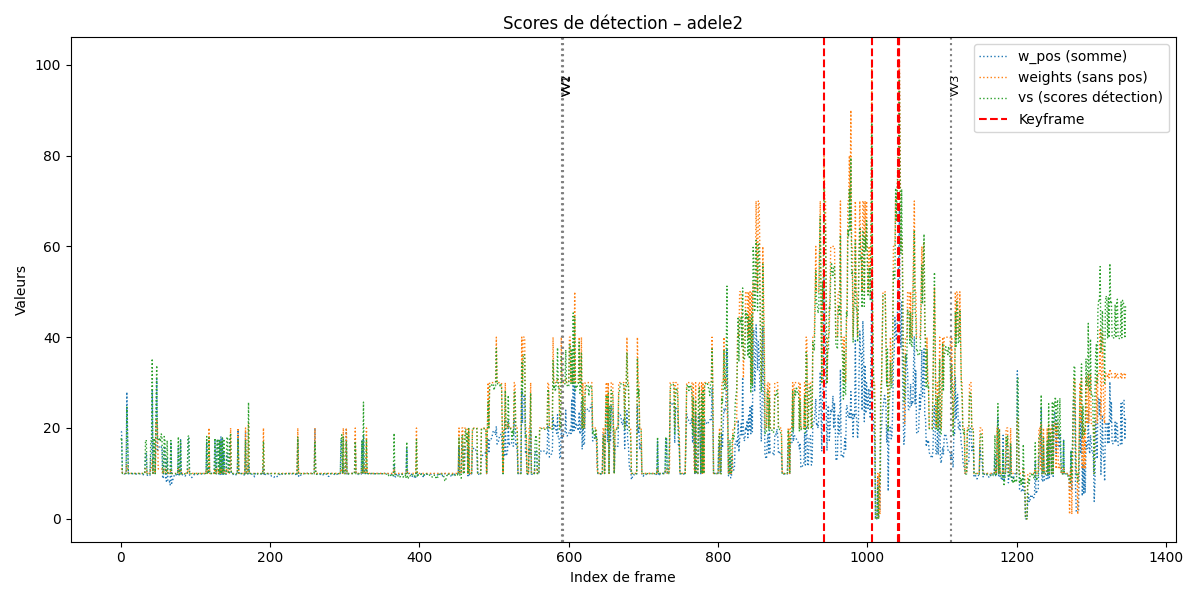 Scores de détection – adele2
w_pos (somme)
weights (sans pos)
vs (scores détection)
Keyframe
VV3
Valeurs
100
80
60
40
20
0
0
200
400
600
800
1000
1200
1400
Index de frame